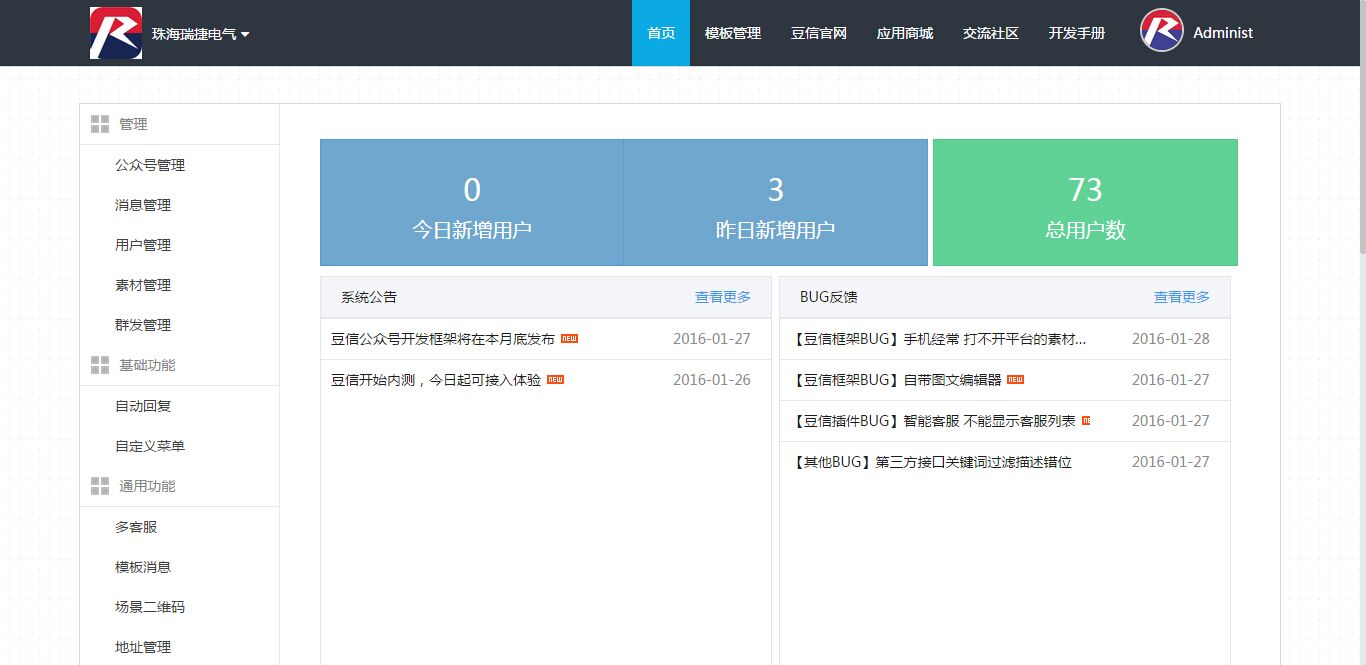 珠海瑞捷电气
首页 模板管理 豆信官网 应用商城 交流社区 开发手册 Administ
管理
公众号管理
消息管理
用户管理
素材管理
群发管理
基础功能
自动回复
自定义菜单
通用功能
多客服
模板消息
场景二维码
地址管理
0
今日新增用户
3
昨日新增用户
73
总用户数
系统公告 查看更多
豆信公众号开发框架将在本月底发布 NEW 2016-01-27
豆信开始内测，今日起可接入体验 NEW 2016-01-26
BUG反馈 查看更多
【豆信框架BUG】手机经常 打不开平台的素材... 2016-01-28
【豆信框架BUG】自带图文编辑器 NEW 2016-01-27
【豆信插件BUG】智能客服 不能显示客服列表 2016-01-27
【其他BUG】第三方接口关键词过滤描述错位 2016-01-27